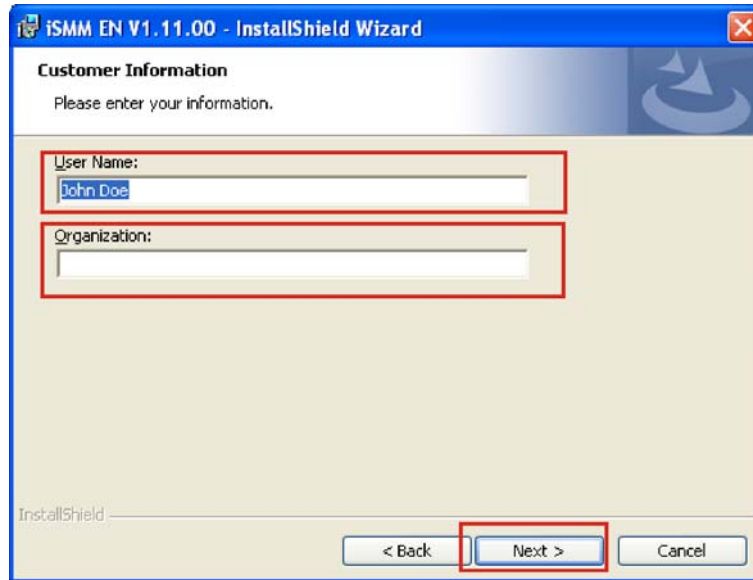 iSMM EN V1.11.00 - InstallShield Wizard
Customer Information
Please enter your information.
User Name:
John Doe
Organization:
InstallShield
< Back Next > Cancel